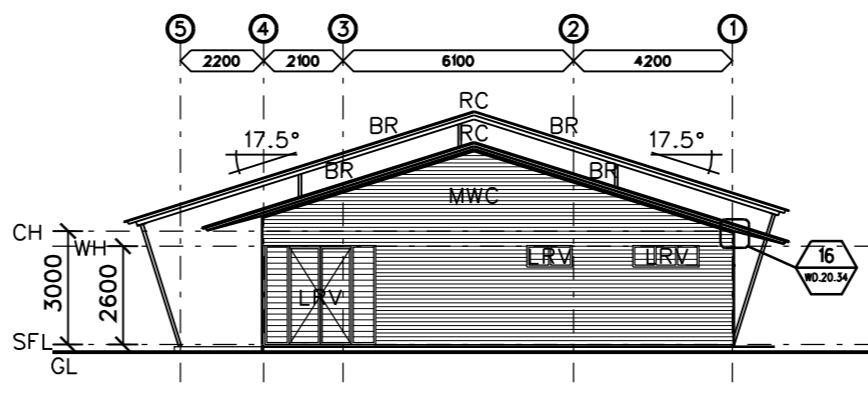 5 4 3 2 1
2200 2100 6100 4200
RC
BR RC BR
17.5° 17.5°
BR BR
MWC
CH
WH
3000
2600
LRV LRV
LRV
16
WD.20.34
SFL
GL